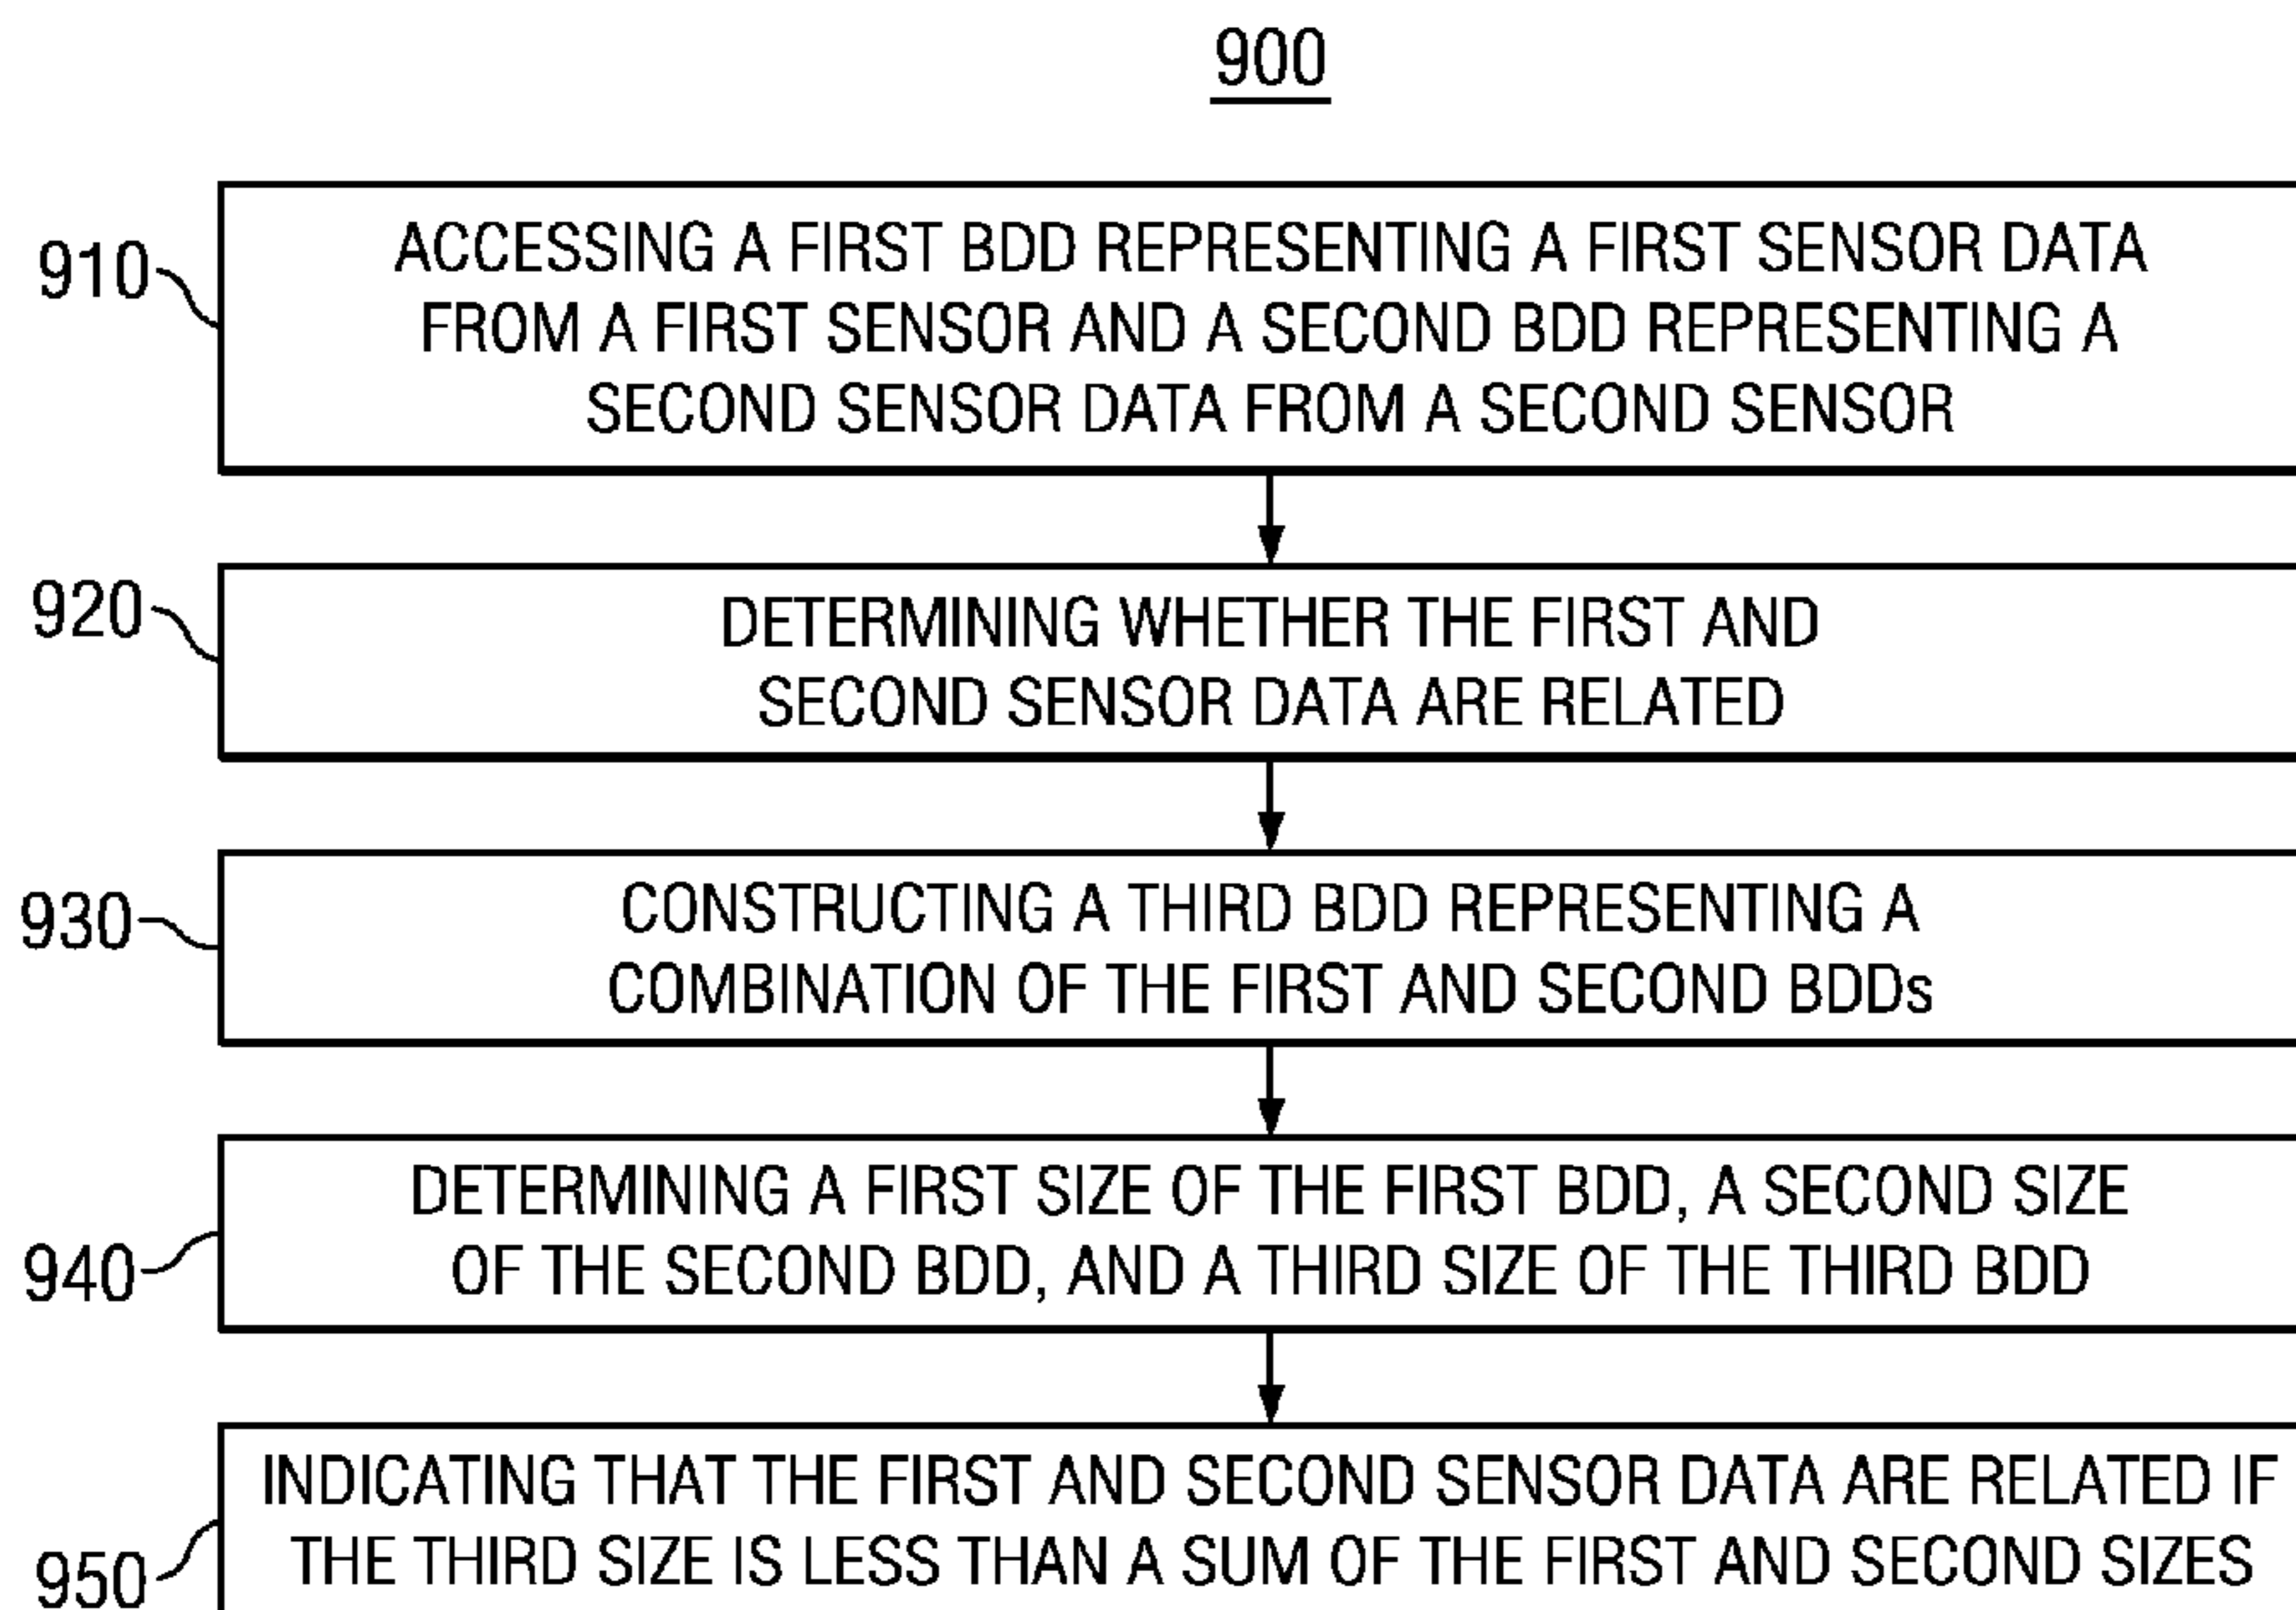 900
910
ACCESSING A FIRST BDD REPRESENTING A FIRST SENSOR DATA
FROM A FIRST SENSOR AND A SECOND BDD REPRESENTING A
SECOND SENSOR DATA FROM A SECOND SENSOR
920
DETERMINING WHETHER THE FIRST AND
SECOND SENSOR DATA ARE RELATED
930
CONSTRUCTING A THIRD BDD REPRESENTING A
COMBINATION OF THE FIRST AND SECOND BDDs
940
DETERMINING A FIRST SIZE OF THE FIRST BDD, A SECOND SIZE
OF THE SECOND BDD, AND A THIRD SIZE OF THE THIRD BDD
950
INDICATING THAT THE FIRST AND SECOND SENSOR DATA ARE RELATED IF
THE THIRD SIZE IS LESS THAN A SUM OF THE FIRST AND SECOND SIZES